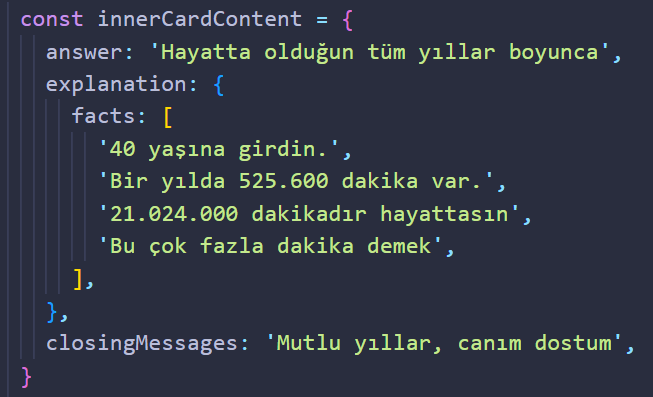 const innerCardContent = {
answer: 'Hayatta olduğun tüm yıllar boyunca',
explanation: {
facts: [
'40 yaşına girdin.',
'Bir yılda 525.600 dakika var.',
'21.024.000 dakikadır hayattasın',
'Bu çok fazla dakika demek',
],
},
closingMessages: 'Mutlu yıllar, canım dostum',
}